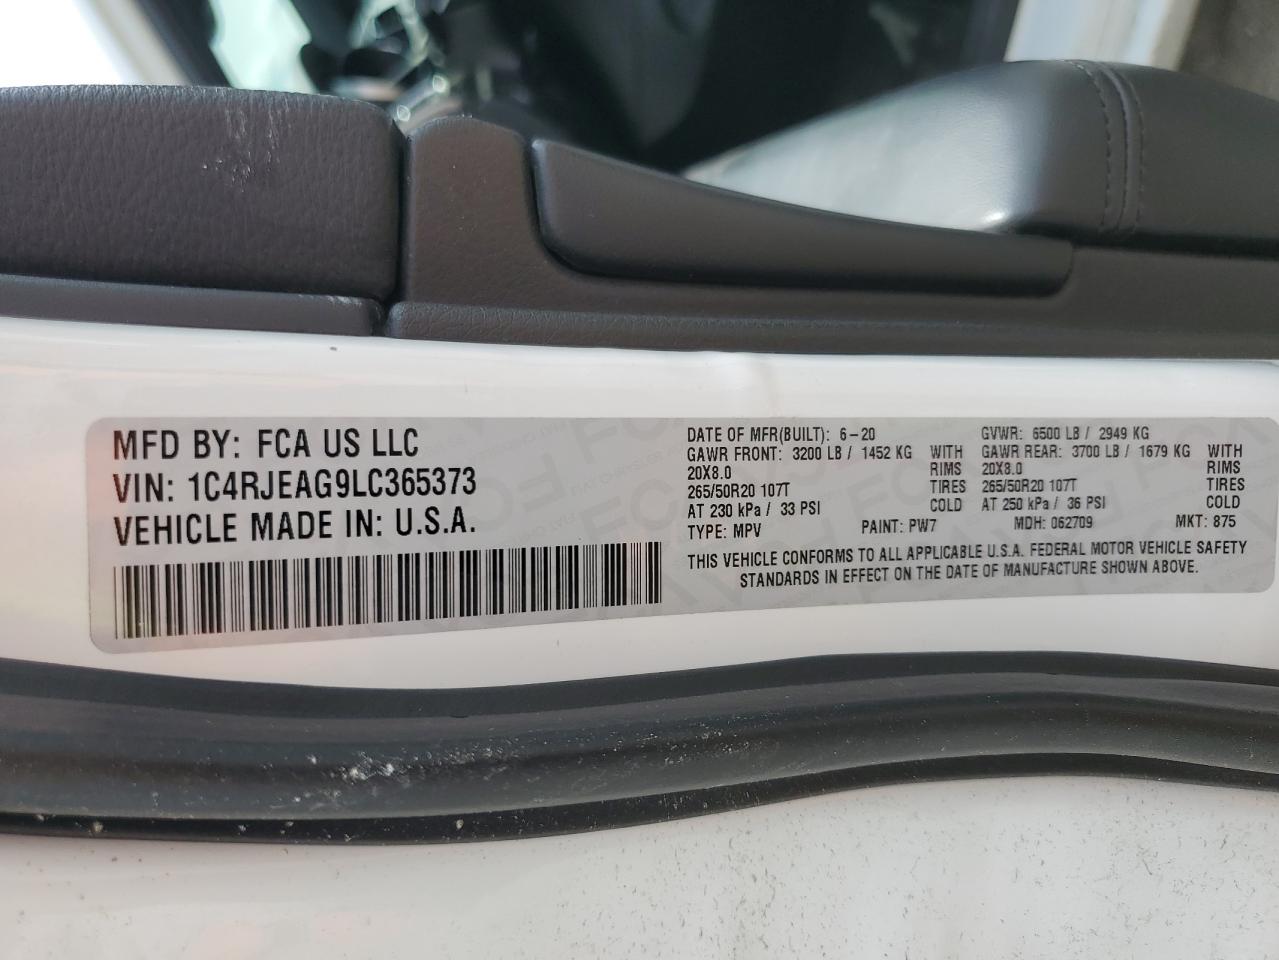 MFD BY: FCA US LLC
VIN: 1C4RJEAG9LC365373
VEHICLE MADE IN: U.S.A.
DATE OF MFR(BUILT): 6-20 GVWR: 6500 LB / 2949 KG
GAWR FRONT: 3200 LB / 1452 KG WITH GAWR REAR: 3700 LB / 1679 KG WITH
20X8.0 RIMS 20X8.0 RIMS
265/50R20 107T TIRES 265/50R20 107T TIRES
AT 230 kPa / 33 PSI COLD AT 250 kPa / 36 PSI COLD
TYPE: MPV PAINT: PW7 MDH: 062709 MKT: 875
THIS VEHICLE CONFORMS TO ALL APPLICABLE U.S.A. FEDERAL MOTOR VEHICLE SAFETY
STANDARDS IN EFFECT ON THE DATE OF MANUFACTURE SHOWN ABOVE.